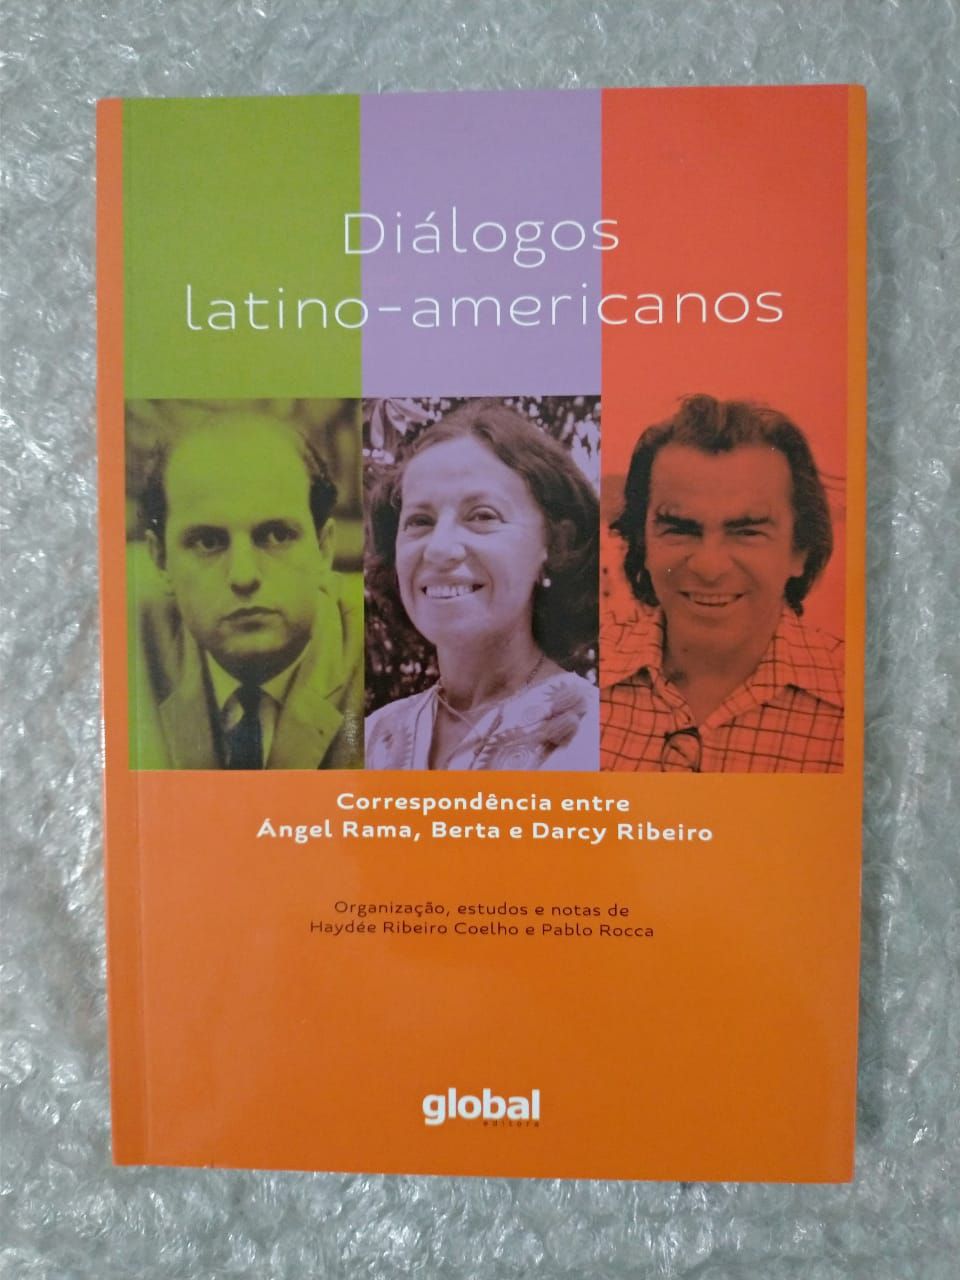 Diálogos
latino-americanos
Correspondência entre
Ángel Rama, Berta e Darcy Ribeiro
Organização, estudos e notas de
Haydée Ribeiro Coelho e Pablo Rocca
global
editora